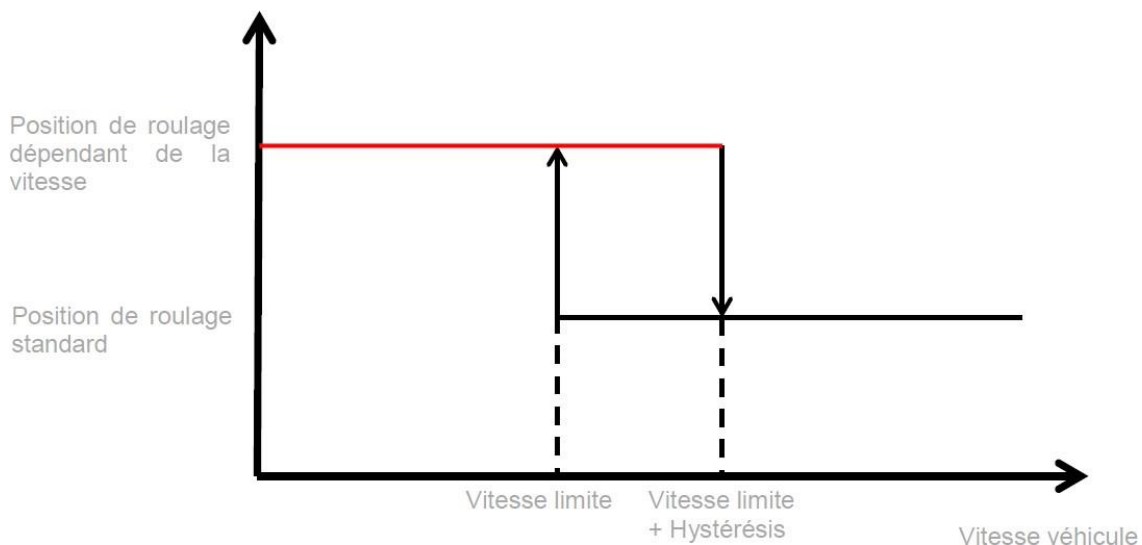 Position de roulage
dépendant de la
vitesse
Position de roulage
standard
Vitesse limite
Vitesse limite
+ Hystérésis
Vitesse véhicule